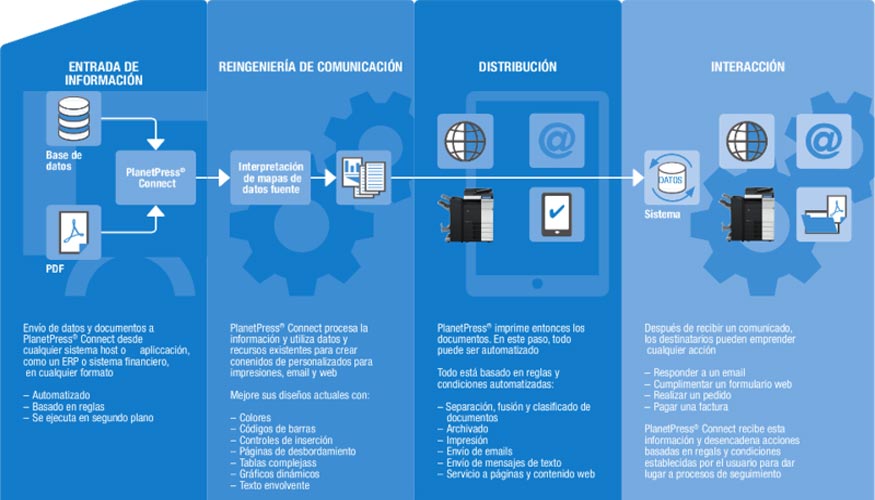 ENTRADA DE
INFORMACIÓN
Base de
datos
PDF
PlanetPress®
Connect
Envío de datos y documentos a
PlanetPress® Connect desde
cualquier sistema host o apliccación,
como un ERP o sistema financiero,
en cualquier formato
– Automatizado
– Basado en reglas
– Se ejecuta en segundo plano
REINGENIERÍA DE COMUNICACIÓN
Interpretación
de mapas de
datos fuente
PlanetPress® Connect procesa la
información y utiliza datos y
recursos existentes para crear
conenidos de personalizados para
impresiones, email y web
Mejore sus diseños actuales con:
– Colores
– Códigos de barras
– Controles de inserción
– Páginas de desbordamiento
– Tablas complejass
– Gráficos dinámicos
– Texto envolvente
DISTRIBUCIÓN
@
PlanetPress® imprime entonces los
documentos. En este paso, todo
puede ser automatizado
Todo está basado en reglas y
condiciones automatizadas:
– Separación, fusión y clasificado de
documentos
– Archivado
– Impresión
– Envío de emails
– Envío de mensajes de texto
– Servicio a páginas y contenido web
INTERACCIÓN
DATOS
Sistema
@
Después de recibir un comunicado,
los destinatarios pueden emprender
cualquier acción
– Responder a un email
– Cumplimentar un formulario web
– Realizar un pedido
– Pagar una factura
PlanetPress® Connect recibe esta
información y desencadena acciones
basadas en regals y condiciones
establecidas por el usuario para dar
lugar a procesos de seguimiento